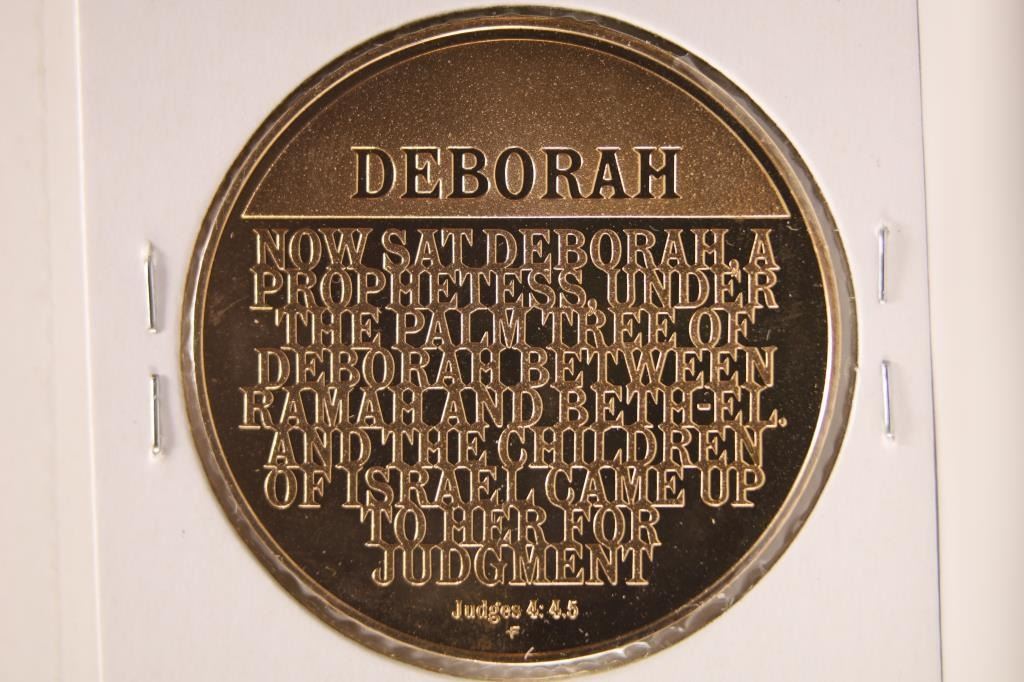 DEBORAH
NOW SAT DEBORAH, A
PROPHETESS, UNDER
THE PALM TREE OF
DEBORAH BETWEEN
RAMAH AND BETH-EL.
AND THE CHILDREN
OF ISRAEL CAME UP
TO HER FOR
JUDGMENT
Judges 4: 4.5
F